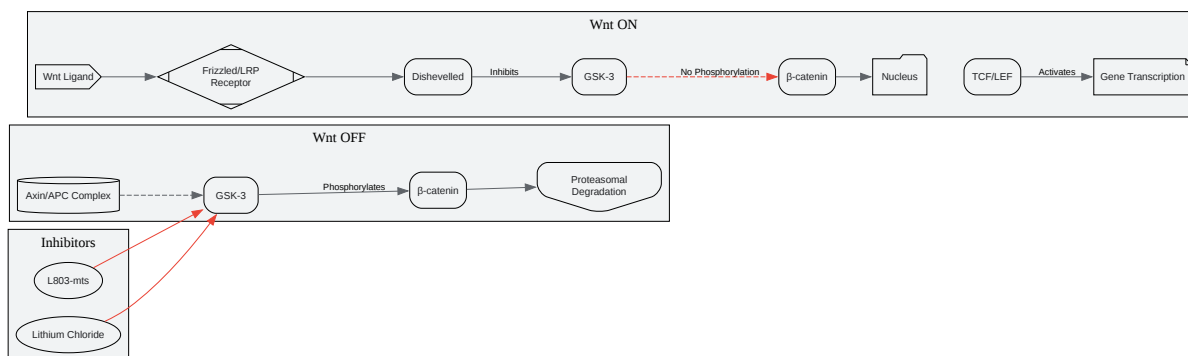 Wnt ON
Wnt Ligand
Frizzled/LRP
Receptor
Dishevelled
Inhibits
GSK-3
No Phosphorylation
β-catenin
Nucleus
TCF/LEF
Activates
Gene Transcription
Wnt OFF
Axin/APC Complex
GSK-3
Phosphorylates
β-catenin
Proteasomal
Degradation
Inhibitors
L803-mts
Lithium Chloride